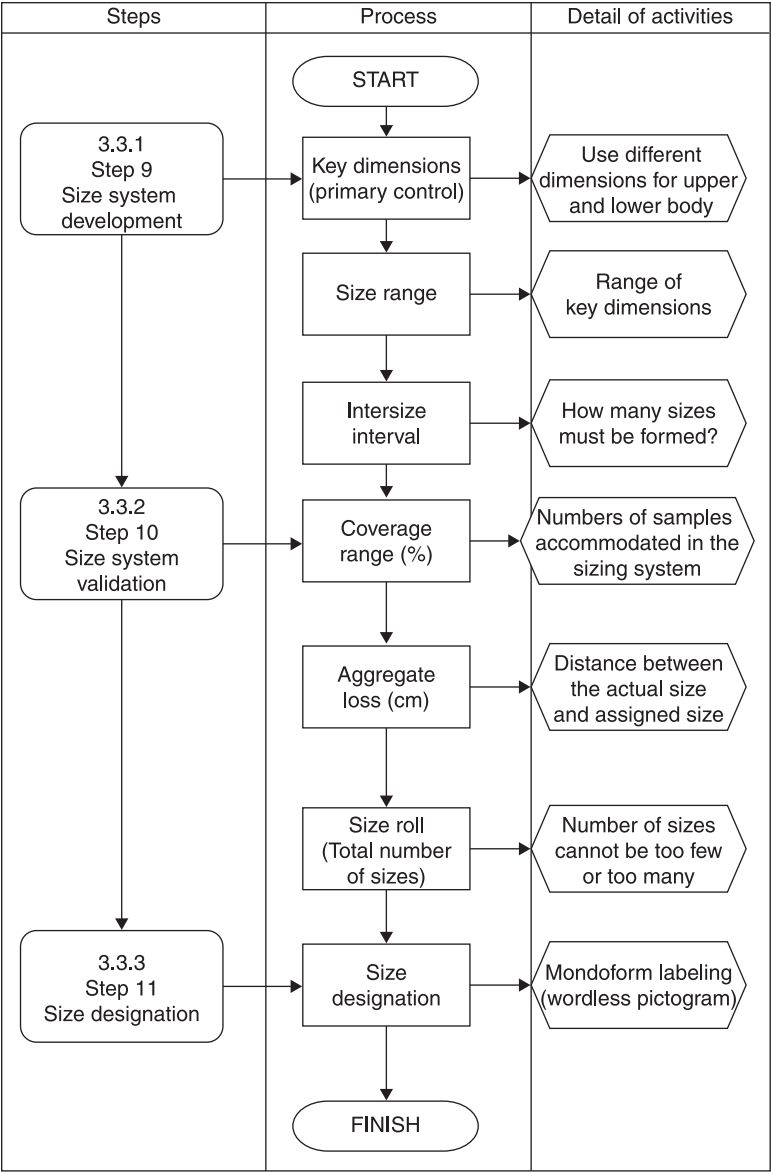 Steps
Process
Detail of activities
START
3.3.1
Step 9
Size system
development
Key dimensions
(primary control)
Use different
dimensions for upper
and lower body
Size range
Range of
key dimensions
Intersize
interval
How many sizes
must be formed?
3.3.2
Step 10
Size system
validation
Coverage
range (%)
Numbers of samples
accommodated in the
sizing system
Aggregate
loss (cm)
Distance between
the actual size
and assigned size
Size roll
(Total number
of sizes)
Number of sizes
cannot be too few
or too many
3.3.3
Step 11
Size designation
Size
designation
Mondoform labeling
(wordless pictogram)
FINISH